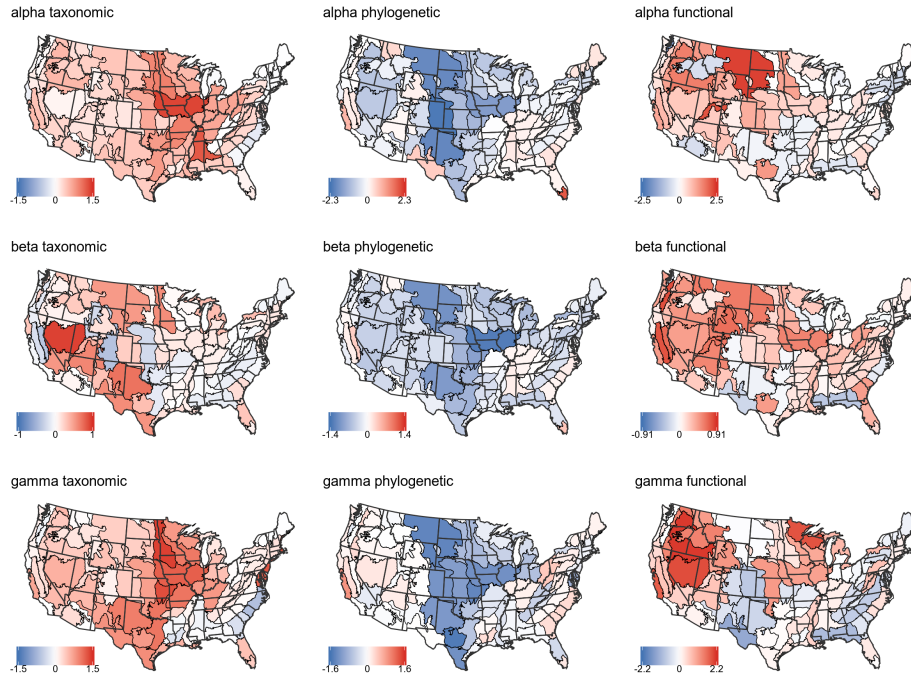 alpha taxonomic
alpha phylogenetic
alpha functional
-1.5 0 1.5
-2.3 0 2.3
-2.5 0 2.5
beta taxonomic
beta phylogenetic
beta functional
-1 0 1
-1.4 0 1.4
-0.91 0 0.91
gamma taxonomic
gamma phylogenetic
gamma functional
-1.5 0 1.5
-1.6 0 1.6
-2.2 0 2.2